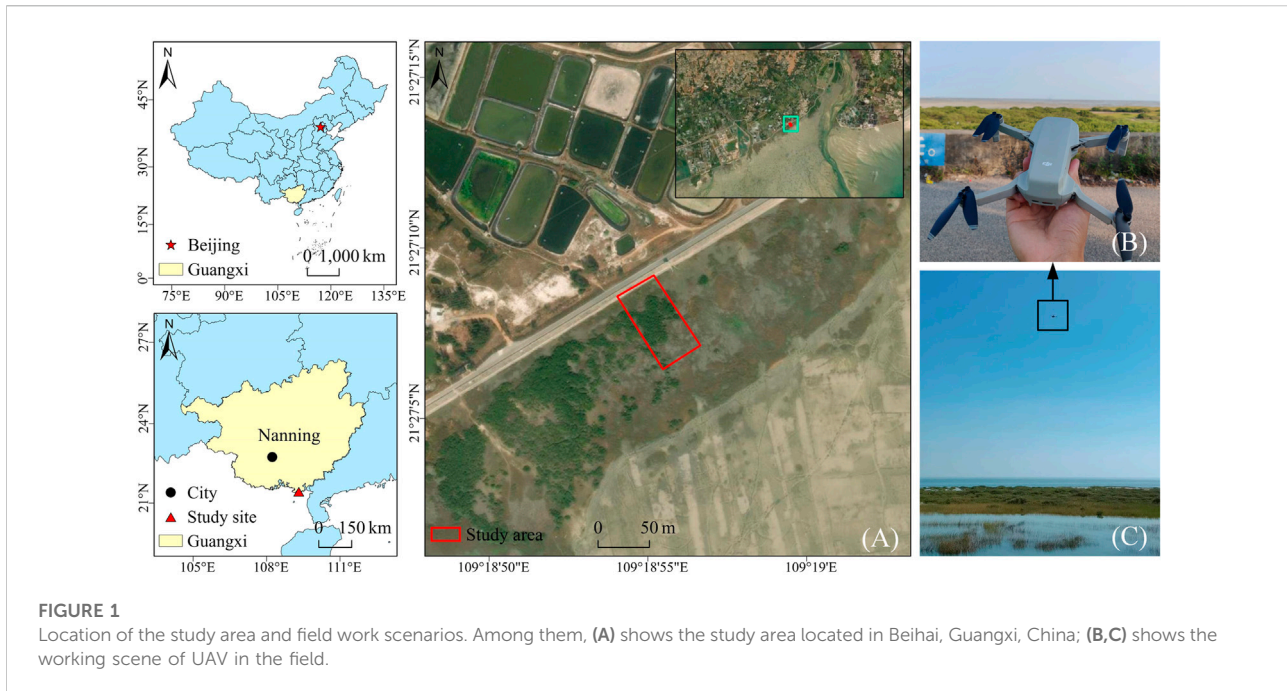 N
45°N
30°N
15°N
0°
Beijing
0 1,000 km
Guangxi
75°E 90°E 105°E 120°E 135°E
N
27°N
24°N
21°N
Nanning
City
Study site
0 150 km
Guangxi
105°E 108°E 111°E
N
21°27'15"N
21°27'10"N
21°27'5"N
Study area
0 50 m
(A)
109°18'50"E 109°18'55"E 109°19'E
dji
(B)
(C)
FIGURE 1
Location of the study area and field work scenarios. Among them, (A) shows the study area located in Beihai, Guangxi, China; (B,C) shows the
working scene of UAV in the field.